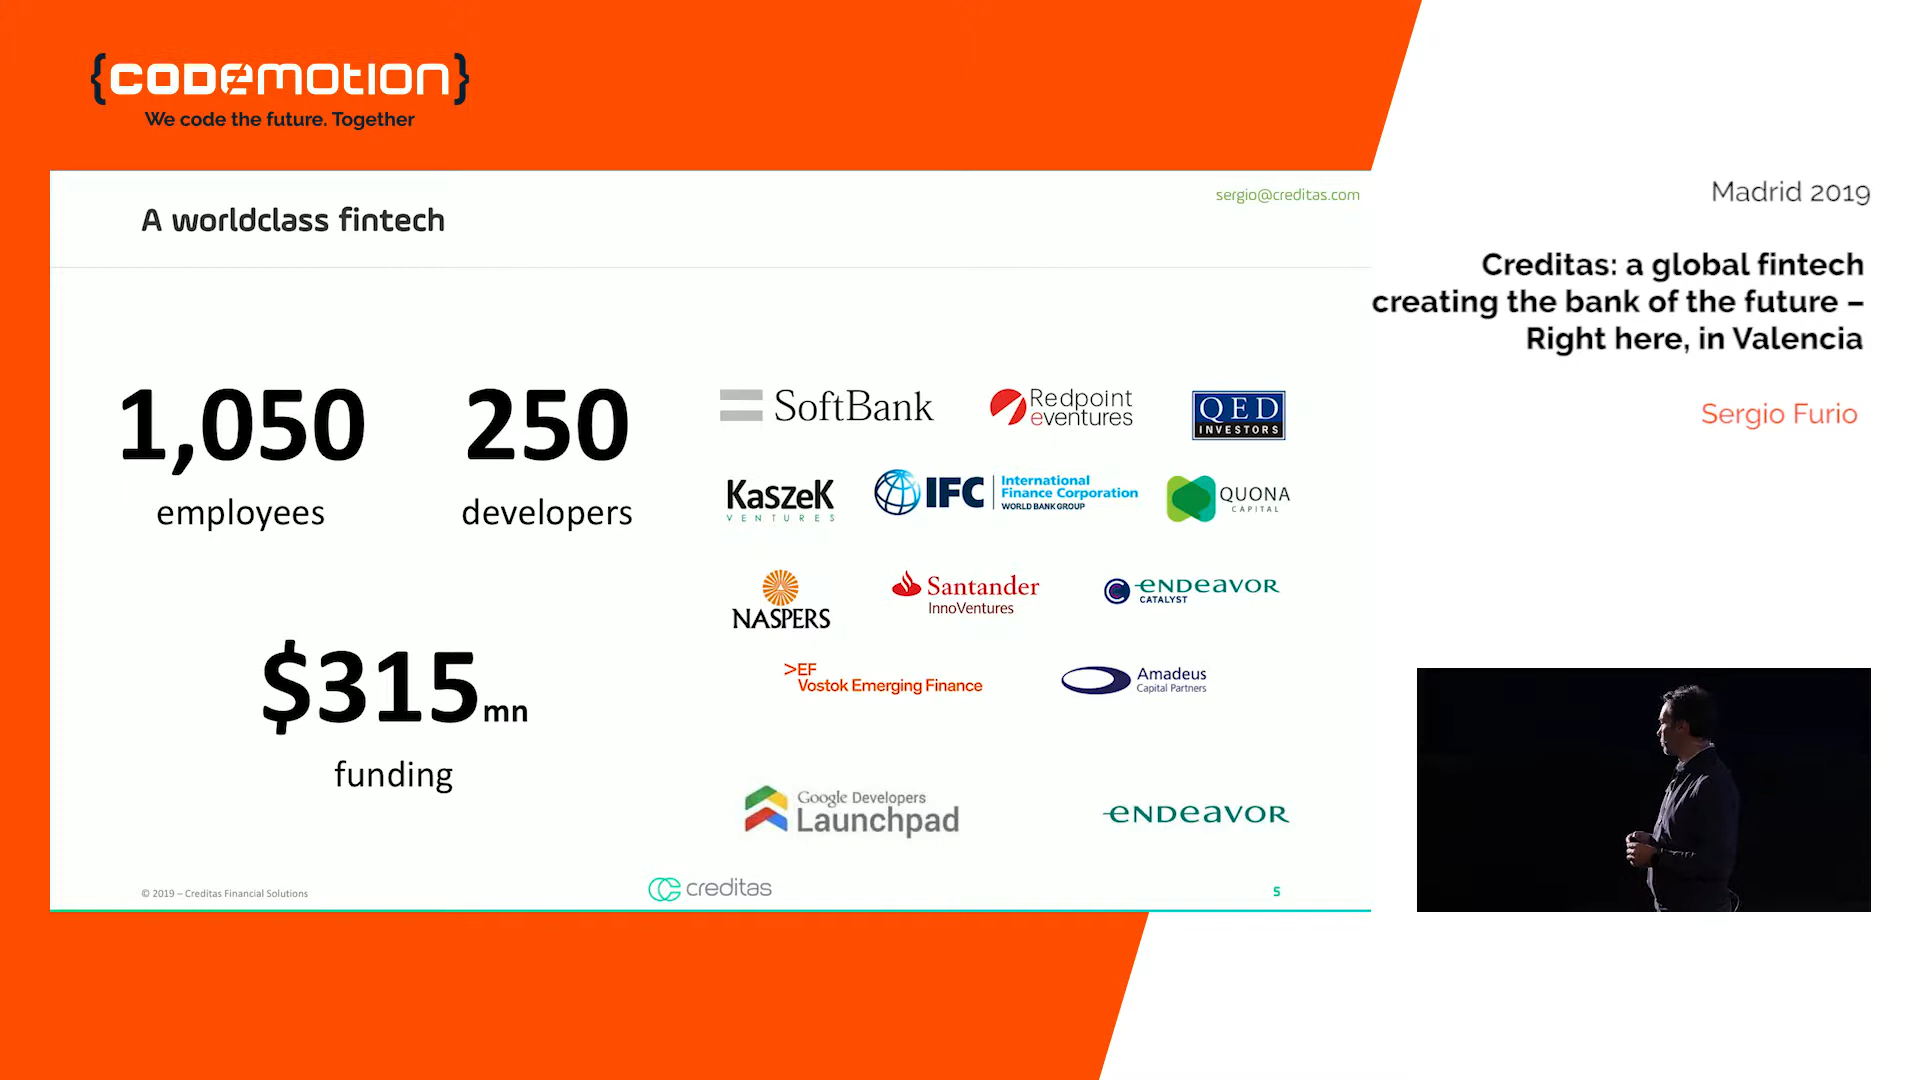 {CODEMOTION}
We code the future. Together
sergio@creditas.com
A worldclass fintech
1,050
employees
250
developers
$315mn
funding
SoftBank
Redpoint
eventures
QED
INVESTORS
KaszeK
VENTURES
IFC
International
Finance Corporation
WORLD BANK GROUP
QUONA
CAPITAL
NASPERS
Santander
InnoVentures
ENDEAVOR
CATALYST
>EF
Vostok Emerging Finance
Amadeus
Capital Partners
Google Developers
Launchpad
ENDEAVOR
© 2019 – Creditas Financial Solutions
creditas
5
Madrid 2019
Creditas: a global fintech
creating the bank of the future –
Right here, in Valencia
Sergio Furio